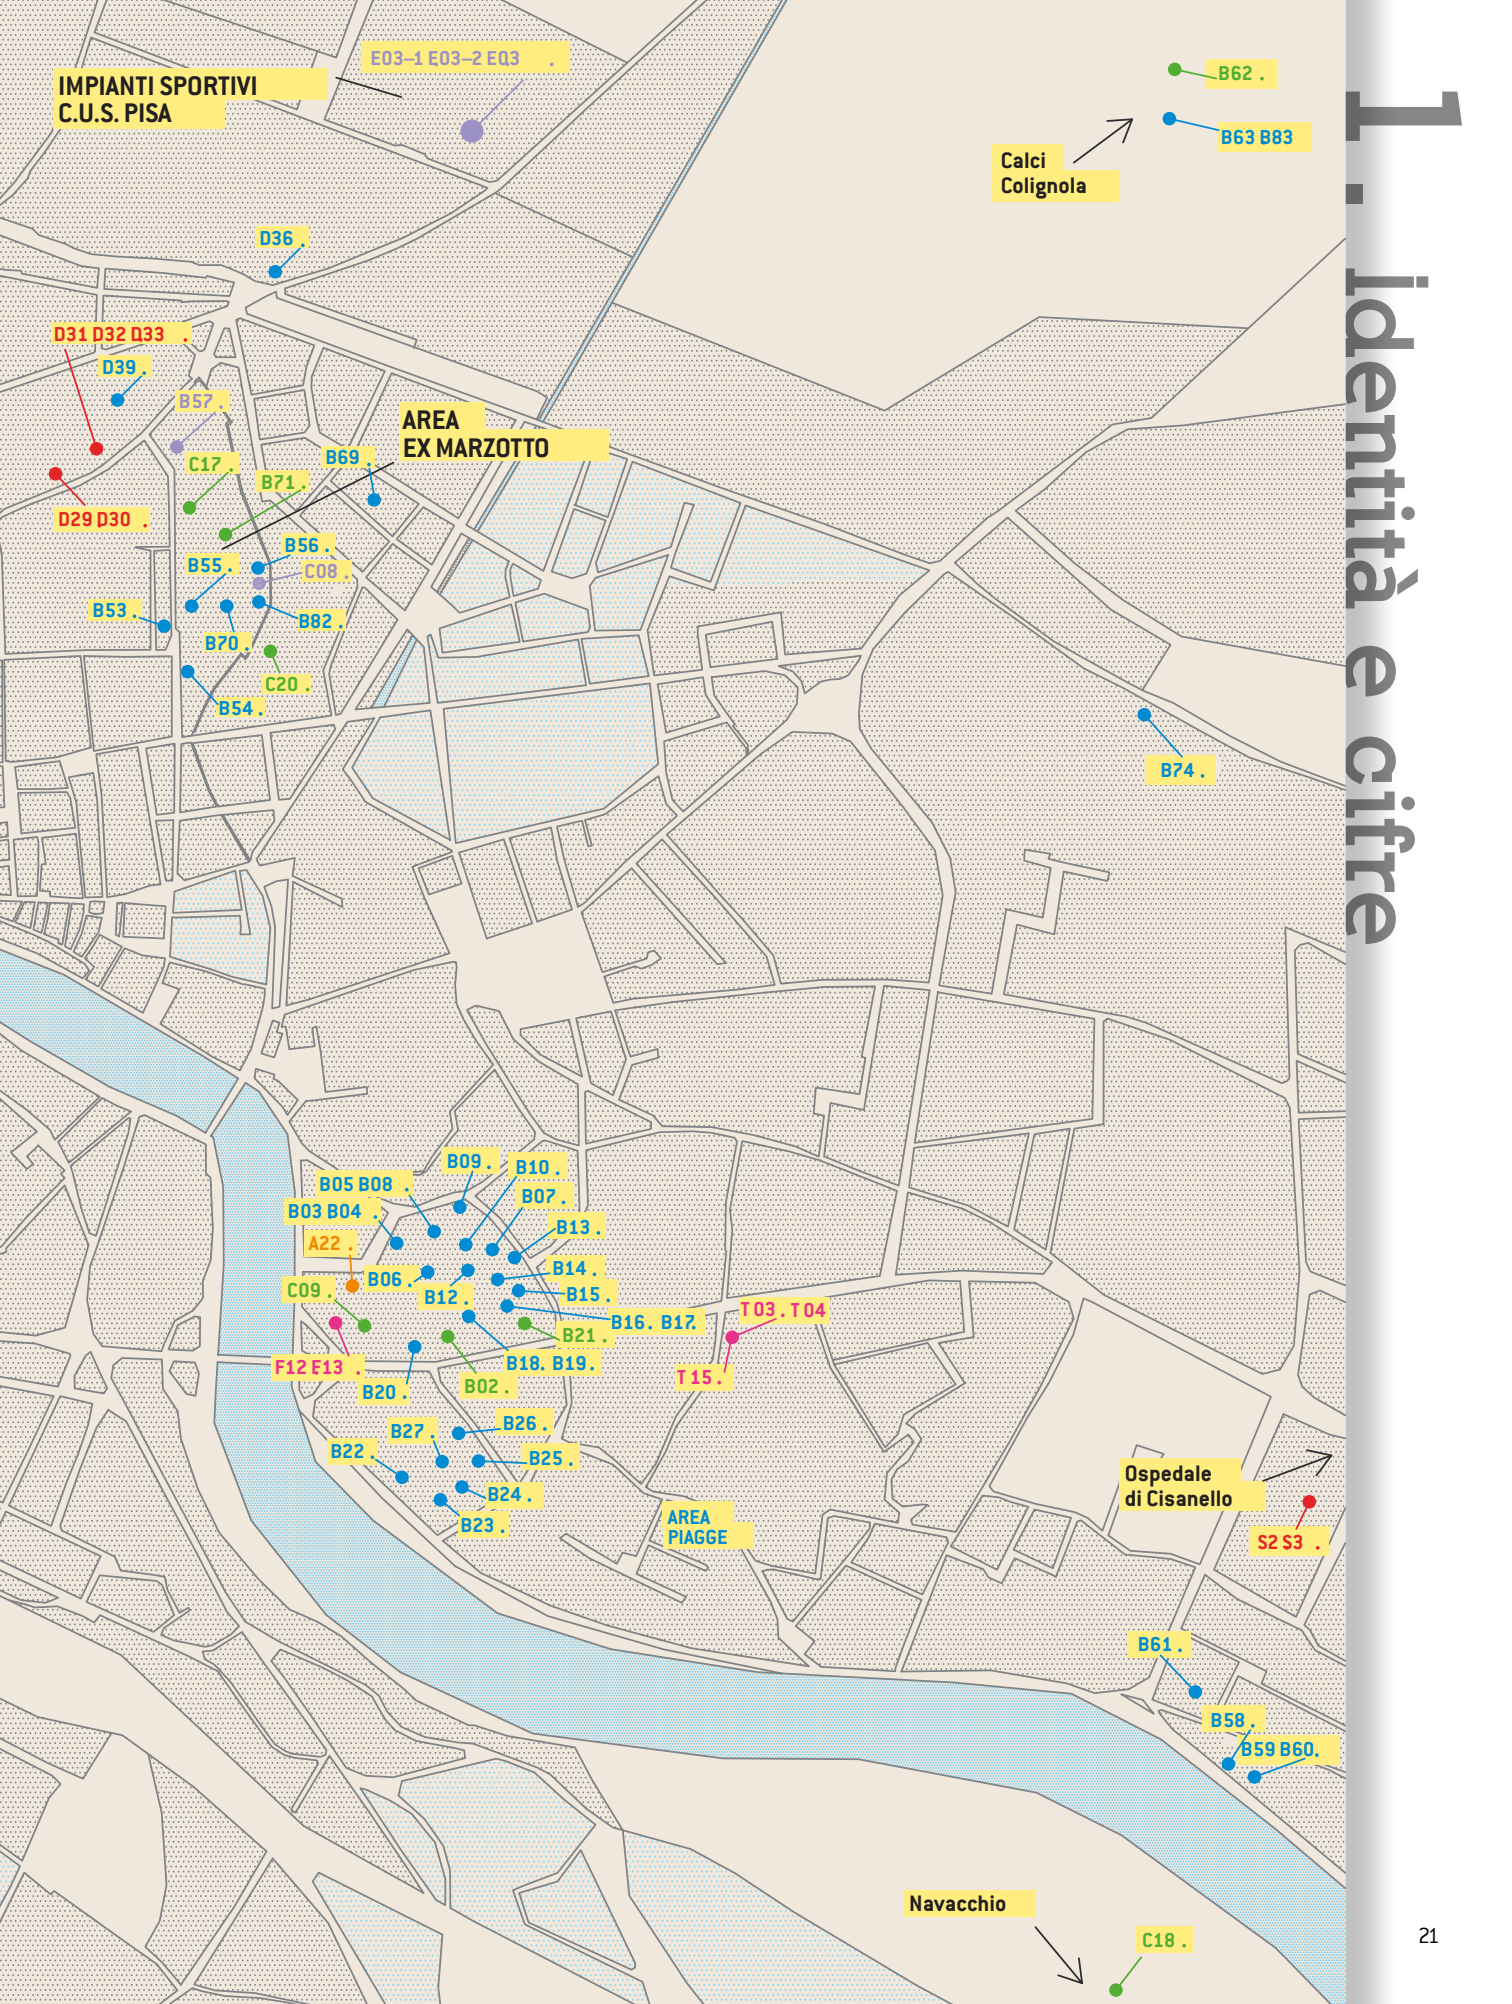 E03–1 E03–2 E03 .
IMPIANTI SPORTIVI
C.U.S. PISA
B62 .
B63 B83
Calci
Colignola
D36 .
D31 D32 D33 .
D39 .
B57 .
AREA
EX MARZOTTO
B69 .
C17 .
B71 .
D29 D30 .
B56 .
B55 .
C08 .
B53 .
B82 .
B70 .
C20 .
B54 .
B74 .
B09 .
B10 .
B05 B08 .
B07 .
B03 B04 .
B13 .
A22 .
B14 .
B06 .
C09 .
B12 .
B15 .
T03 . T04
B16 . B17 .
B21 .
F12 F13 .
B18 . B19 .
T15 .
B02 .
B20 .
B26 .
B27 .
B22 .
B25 .
B24 .
B23 .
AREA
PIAGGE
Ospedale
di Cisanello
S2 S3 .
B61 .
B58 .
B59 B60 .
Navacchio
C18 .
1 . identità e cifre
21